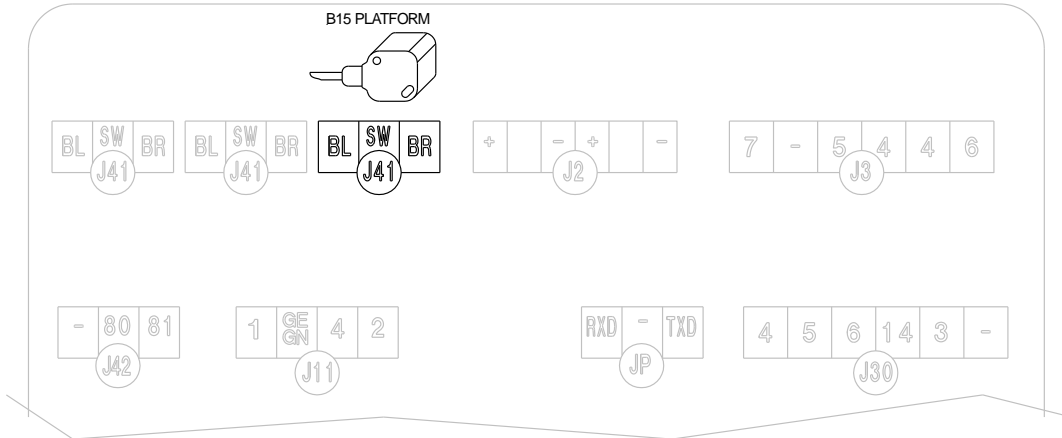 B15 PLATFORM
BL SW BR BL SW BR BL SW BR + - + - 7 - 5 4 4 6
J41 J41 J41 J2 J3
- 80 81 1 GE GN 4 2 RXD - TXD 4 5 6 14 3 -
J42 J11 JP J30